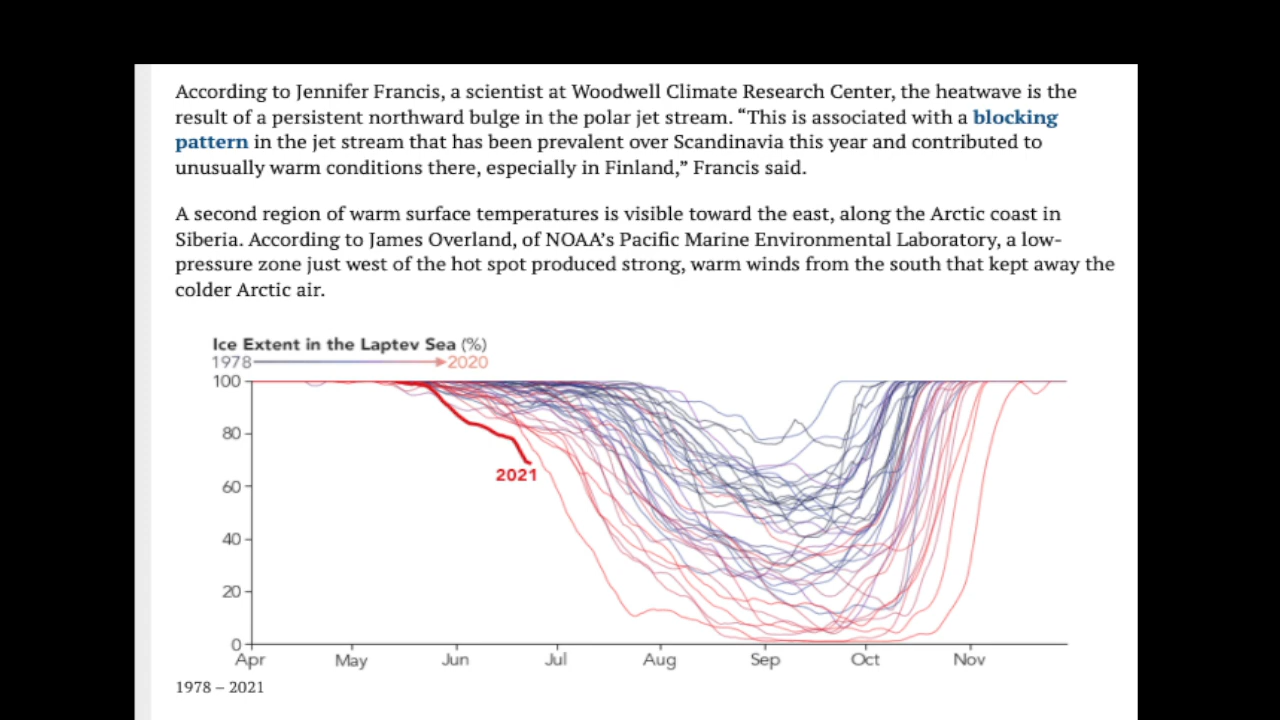 According to Jennifer Francis, a scientist at Woodwell Climate Research Center, the heatwave is the
result of a persistent northward bulge in the polar jet stream. “This is associated with a blocking
pattern in the jet stream that has been prevalent over Scandinavia this year and contributed to
unusually warm conditions there, especially in Finland,” Francis said.
A second region of warm surface temperatures is visible toward the east, along the Arctic coast in
Siberia. According to James Overland, of NOAA’s Pacific Marine Environmental Laboratory, a low-
pressure zone just west of the hot spot produced strong, warm winds from the south that kept away the
colder Arctic air.
Ice Extent in the Laptev Sea (%)
1978 2020
100
80
60
40
20
0
2021
Apr May Jun Jul Aug Sep Oct Nov
1978 – 2021